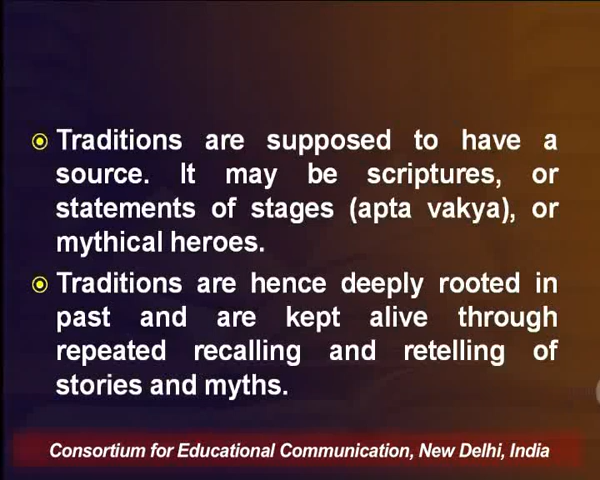 Traditions are supposed to have a
source. It may be scriptures, or
statements of stages (apta vakya), or
mythical heroes.
Traditions are hence deeply rooted in
past and are kept alive through
repeated recalling and retelling of
stories and myths.
Consortium for Educational Communication, New Delhi, India